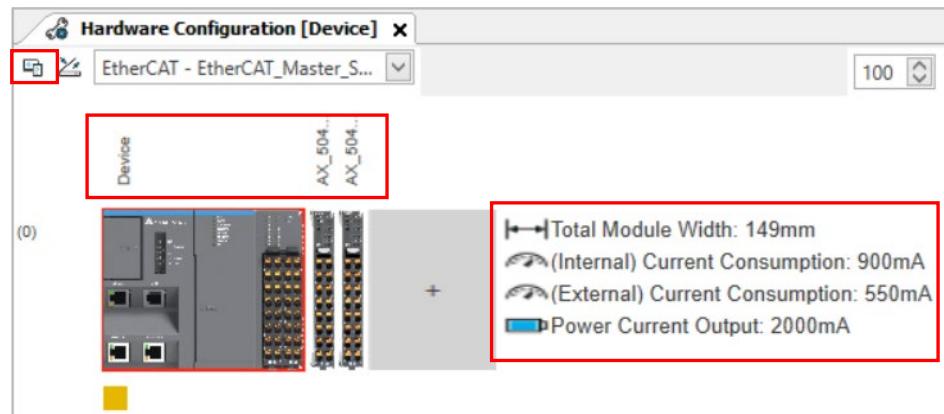 Hardware Configuration [Device]
EtherCAT - EtherCAT_Master_S...
100
Device
AX_504...
AX_504...
(0)
+
Total Module Width: 149mm
(Internal) Current Consumption: 900mA
(External) Current Consumption: 550mA
Power Current Output: 2000mA